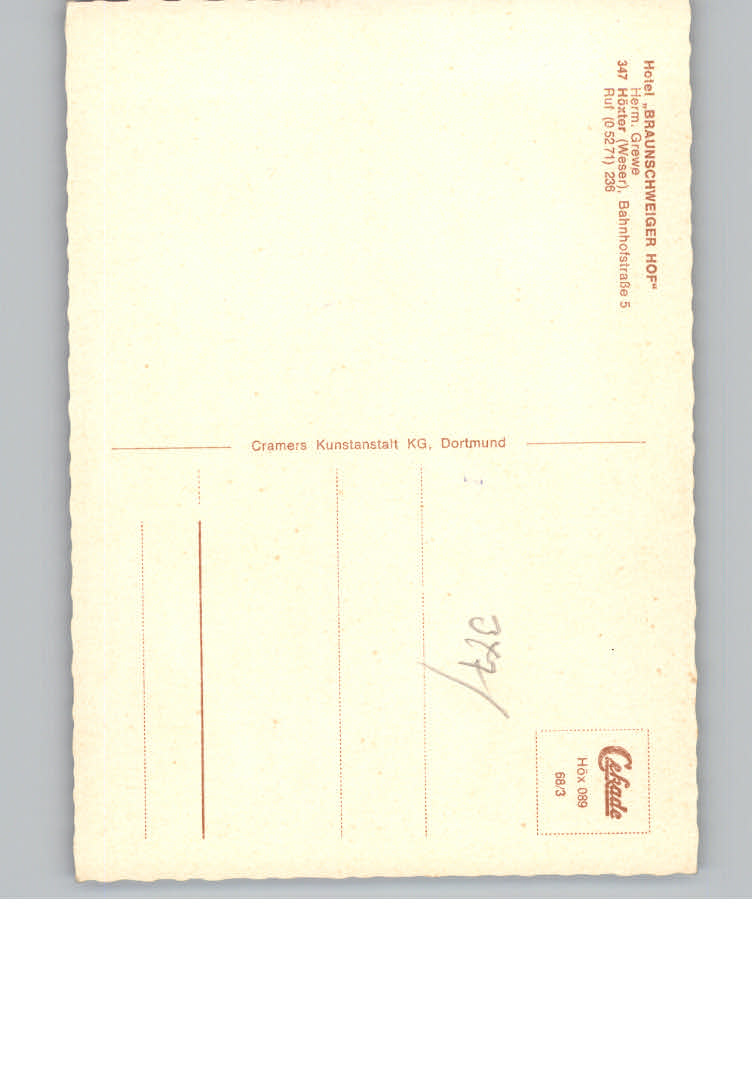 Hotel „BRAUNSCHWEIGER HOF“
Herm. Grewe
347 Höxter (Weser), Bahnhofstraße 5
Ruf (0 52 71) 236
Cramers Kunstanstalt KG, Dortmund
Cekade
Höx 089
68/3
347